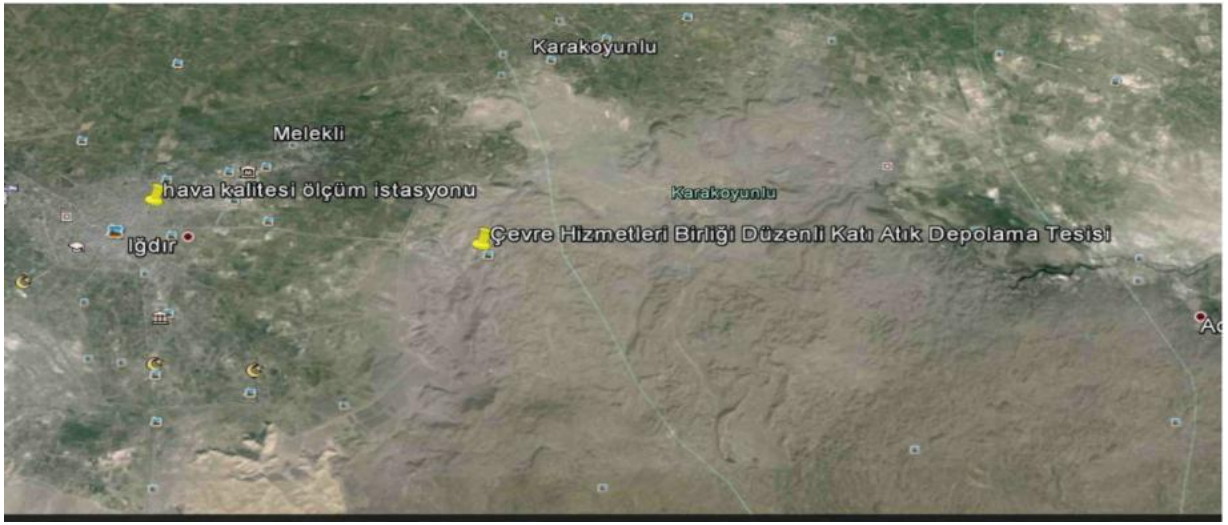 Karakoyunlu
Melekli
hava kalitesi ölçüm istasyonu
Karakoyunlu
Çevre Hizmetleri Birliği Düzenli Katı Atık Depolama Tesisi
Iğdır